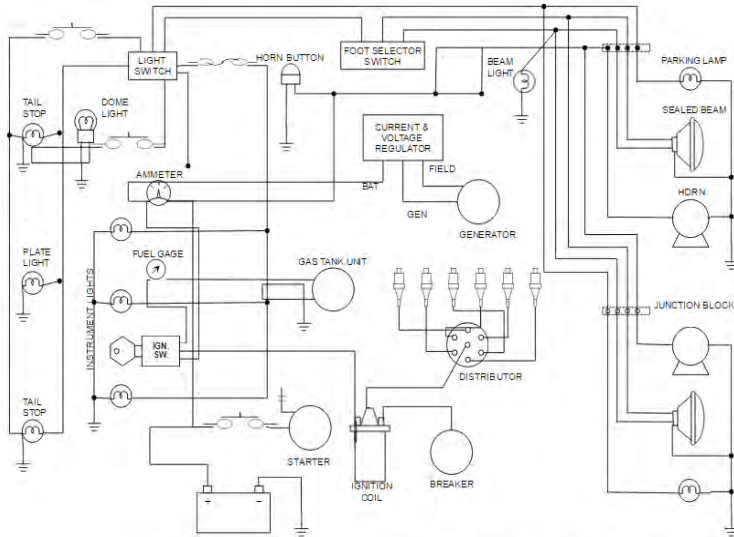 LIGHT
SWITCH
HORN BUTTON
FOOT SELECTOR
SWITCH
BEAM
LIGHT
PARKING LAMP
TAIL
STOP
DOME
LIGHT
SEALED BEAM
CURRENT &
VOLTAGE
REGULATOR
AMMETER
BAT
FIELD
GEN
GENERATOR
HORN
PLATE
LIGHT
FUEL GAGE
GAS TANK UNIT
INSTRUMENT LIGHTS
JUNCTION BLOCK
IGN.
SW.
DISTRIBUTOR
TAIL
STOP
STARTER
IGNITION
COIL
BREAKER
+ -